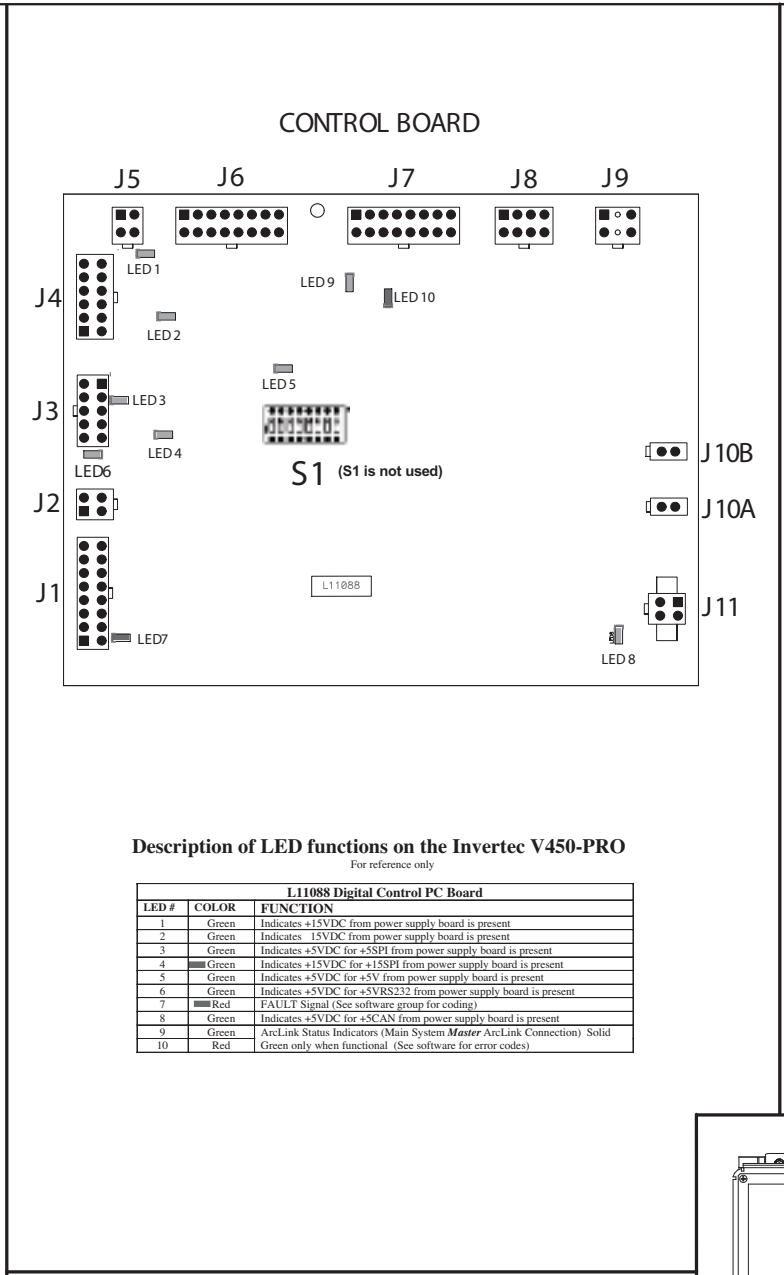 CONTROL BOARD
J5 J6 J7 J8 J9
J4
LED 1
LED 2
LED 9
LED 10
LED 5
J3
LED 3
LED 4
LED6
S1 (S1 is not used)
J10B
J2
J10A
J1
L11088
J11
LED7
LED 8
Description of LED functions on the Invertec V450-PRO
For reference only
L11088 Digital Control PC Board
LED # COLOR FUNCTION
1 Green Indicates +15VDC from power supply board is present
2 Green Indicates 15VDC from power supply board is present
3 Green Indicates +5VDC for +5SPI from power supply board is present
4 Green Indicates +15VDC for +15SPI from power supply board is present
5 Green Indicates +5VDC for +5V from power supply board is present
6 Green Indicates +5VDC for +5VRS232 from power supply board is present
7 Red FAULT Signal (See software group for coding)
8 Green Indicates +5VDC for +5CAN from power supply board is present
9 Green ArcLink Status Indicators (Main System Master ArcLink Connection) Solid
10 Red Green only when functional (See software for error codes)